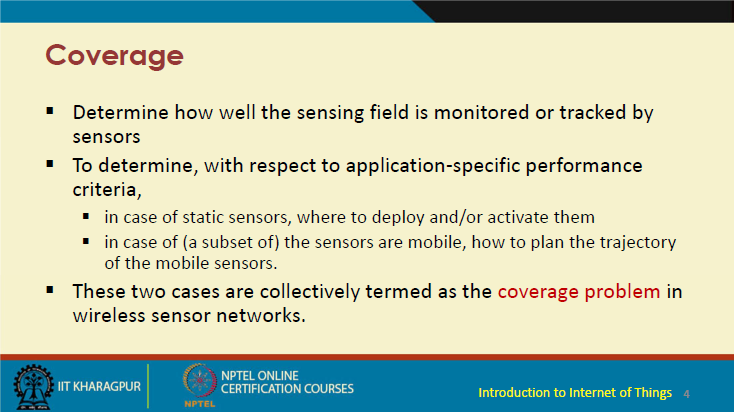 Coverage
▪ Determine how well the sensing field is monitored or tracked by
sensors
▪ To determine, with respect to application-specific performance
criteria,
▪ in case of static sensors, where to deploy and/or activate them
▪ in case of (a subset of) the sensors are mobile, how to plan the trajectory
of the mobile sensors.
▪ These two cases are collectively termed as the coverage problem in
wireless sensor networks.
IIT KHARAGPUR
NPTEL ONLINE
CERTIFICATION COURSES
NPTEL
Introduction to Internet of Things 4